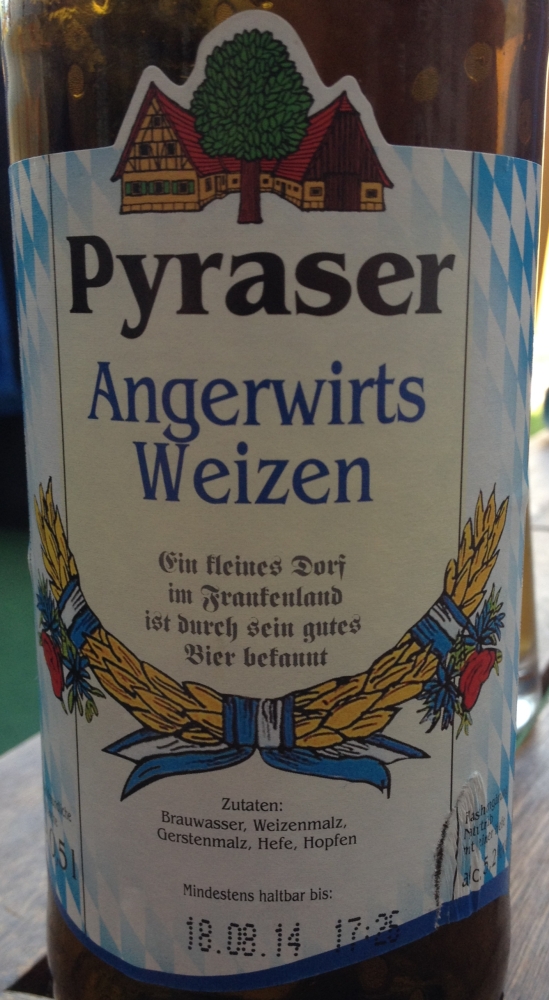 Pyraser
Angerwirts
Weizen
Ein kleines Dorf
im Frankenland
ist durch sein gutes
Bier bekannt
Zutaten:
Brauwasser, Weizenmalz,
Gerstenmalz, Hefe, Hopfen
Mindestens haltbar bis:
18.08.14 17:26